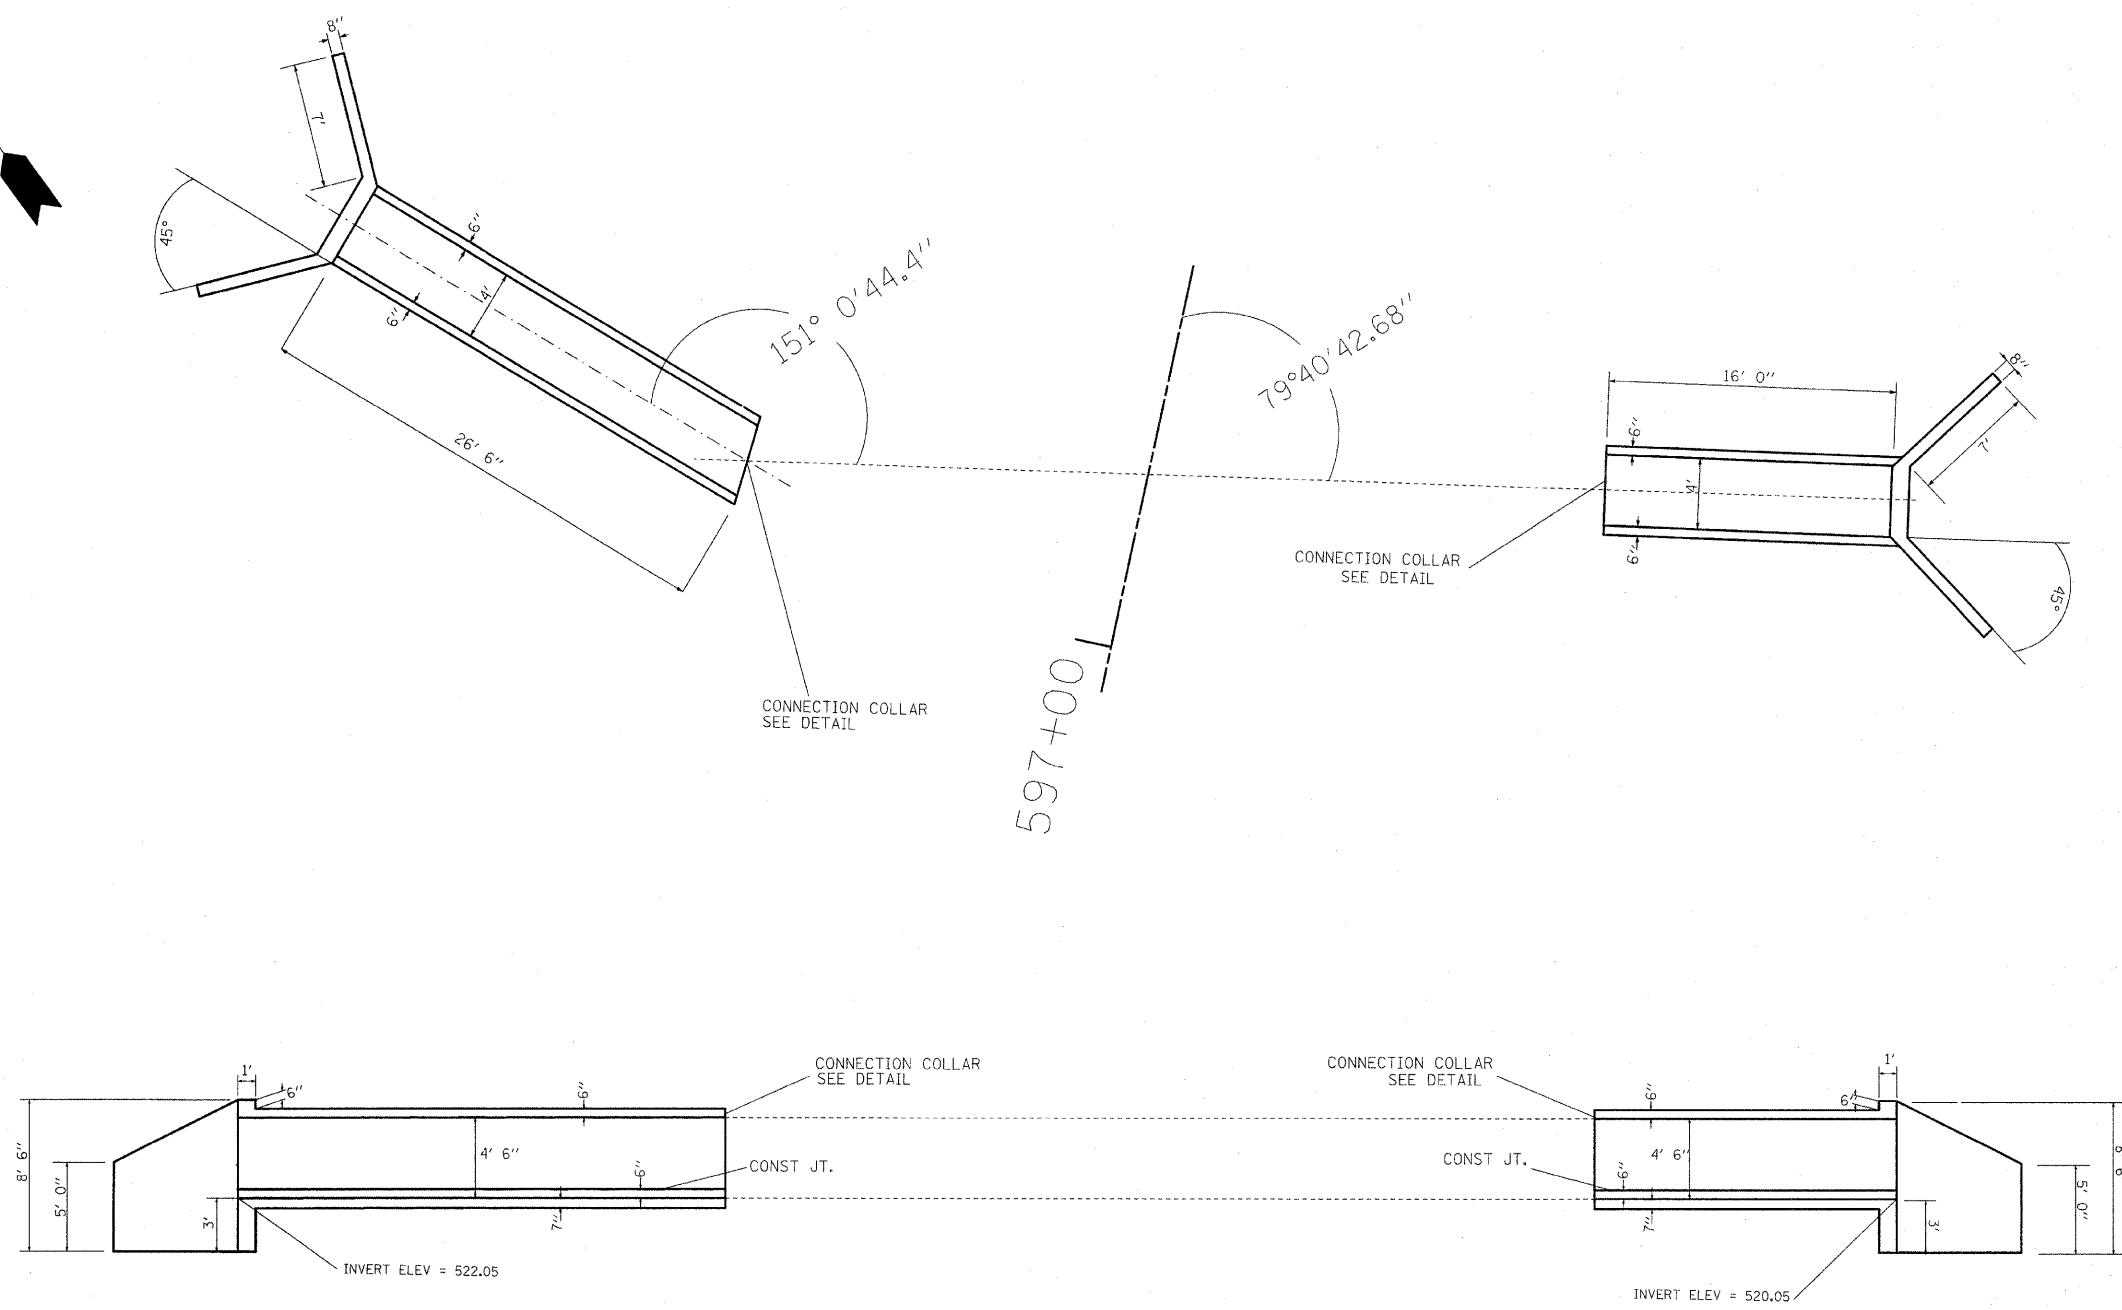 8"
7'
45°
6"
4'
6"
26' 6"
151° 0'44.4"
79°40'42.68"
16' 0"
8"
7'
6"
4'
6"
45°
CONNECTION COLLAR
SEE DETAIL
CONNECTION COLLAR
SEE DETAIL
597+00
CONNECTION COLLAR
SEE DETAIL
CONNECTION COLLAR
SEE DETAIL
1'
6"
6"
8' 6"
5' 0"
3'
4' 6"
6"
7"
CONST JT.
INVERT ELEV = 522.05
1'
6"
6"
4' 6"
6"
7"
CONST JT.
3'
5' 0"
INVERT ELEV = 520.05